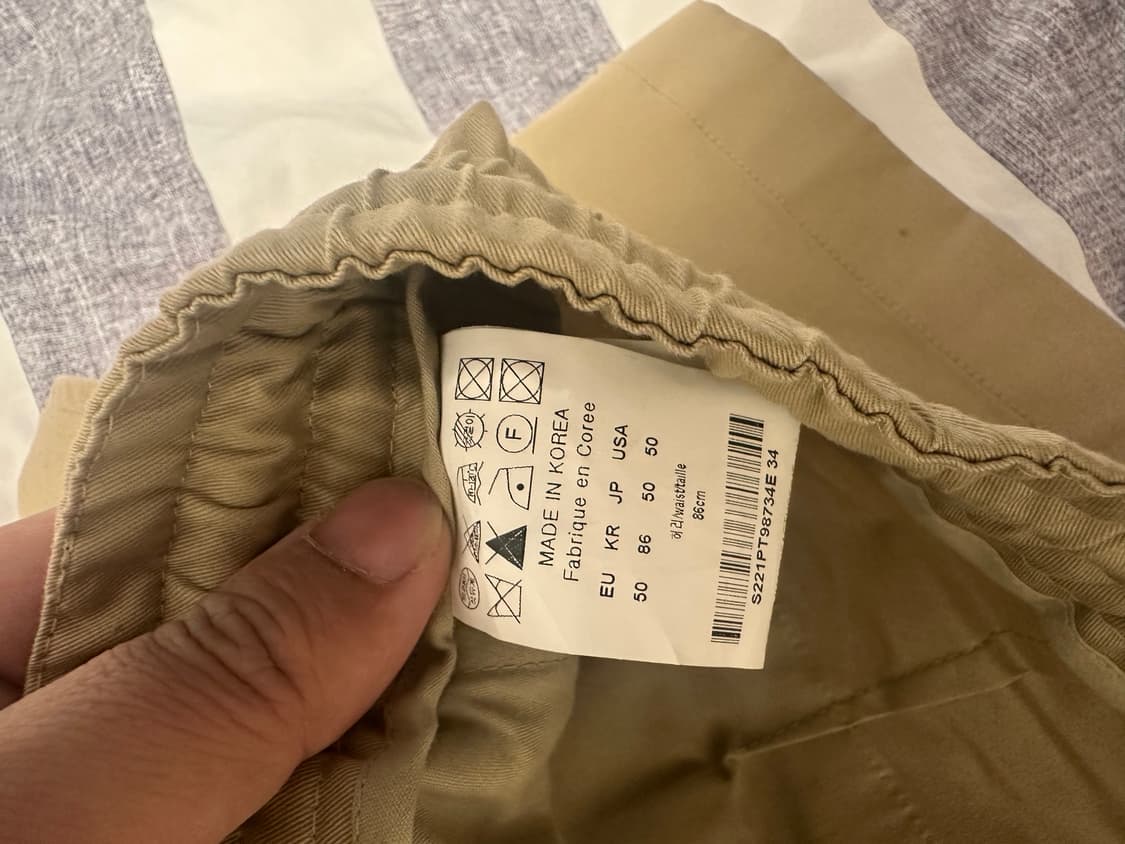 F
MADE IN KOREA
Fabrique en Coree
EU KR JP USA
50 86 50 50
허리/waist/taille
86cm
S221PT98734E 34